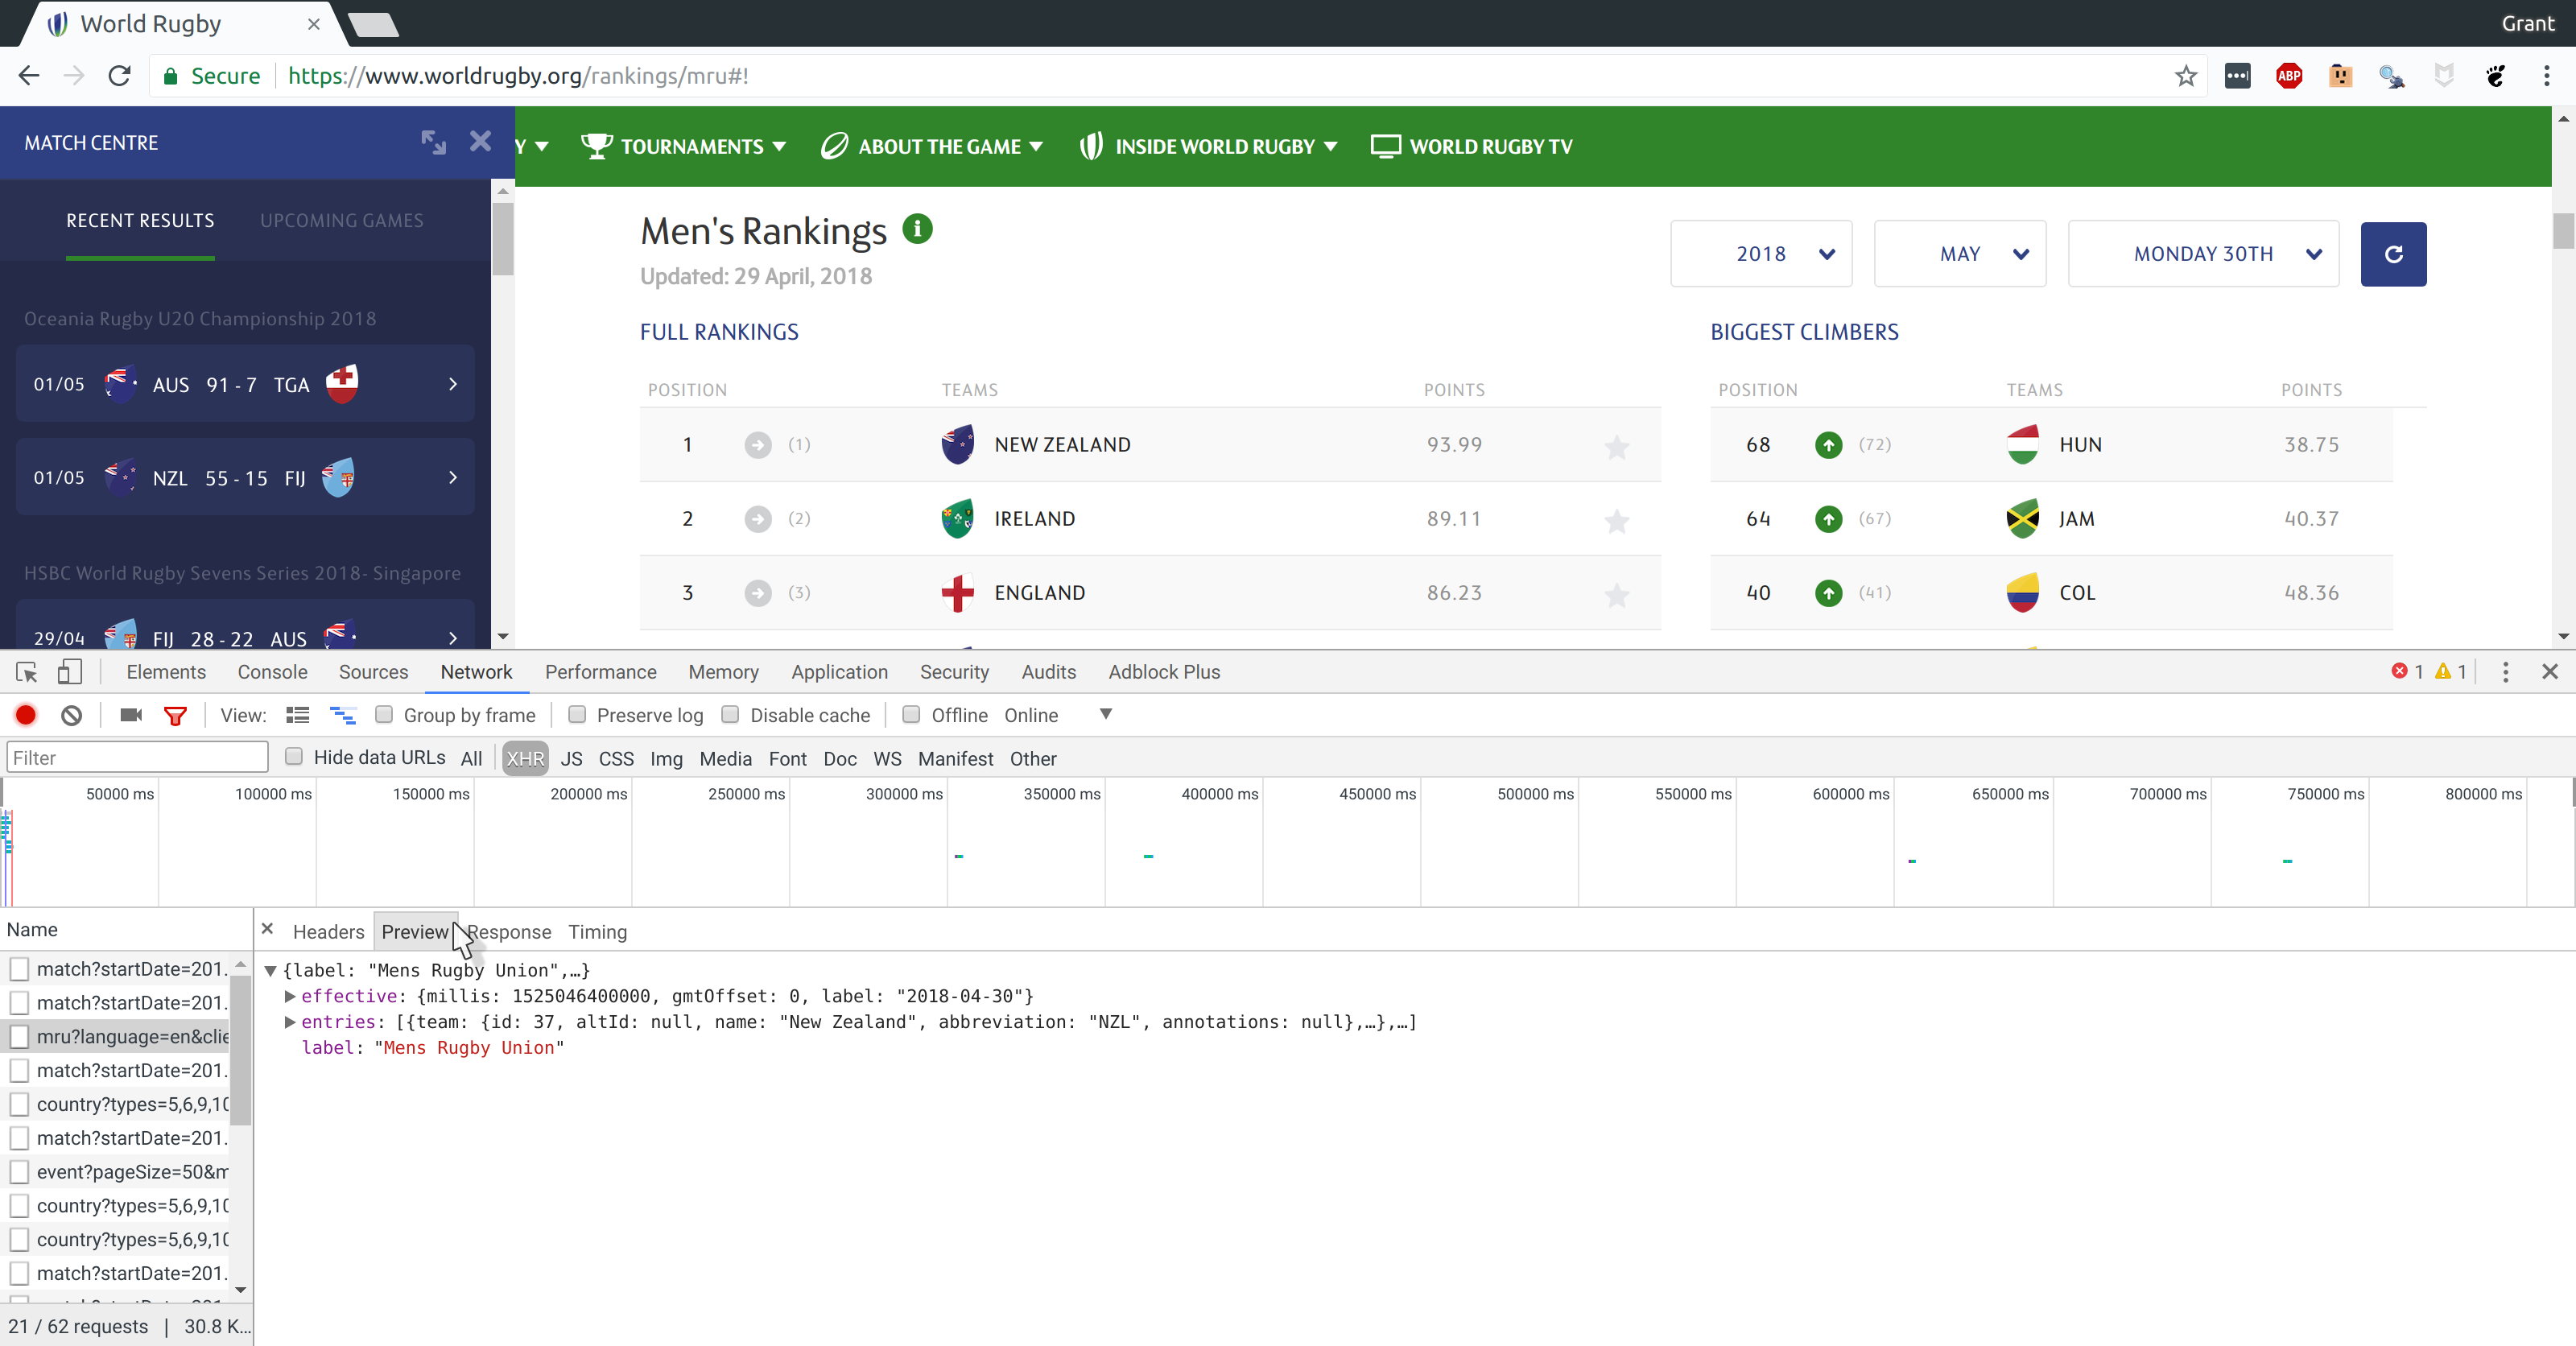 World Rugby
Grant
Secure
https://www.worldrugby.org/rankings/mru#!
ABP
MATCH CENTRE
Y
TOURNAMENTS
ABOUT THE GAME
INSIDE WORLD RUGBY
WORLD RUGBY TV
RECENT RESULTS
UPCOMING GAMES
Oceania Rugby U20 Championship 2018
01/05 AUS 91 - 7 TGA
01/05 NZL 55 - 15 FIJ
HSBC World Rugby Sevens Series 2018- Singapore
29/04 FIJ 28 - 22 AUS
Men's Rankings
Updated: 29 April, 2018
2018
MAY
MONDAY 30TH
FULL RANKINGS
POSITION TEAMS POINTS
1 (1) NEW ZEALAND 93.99
2 (2) IRELAND 89.11
3 (3) ENGLAND 86.23
BIGGEST CLIMBERS
POSITION TEAMS POINTS
68 (72) HUN 38.75
64 (67) JAM 40.37
40 (41) COL 48.36
Elements Console Sources Network Performance Memory Application Security Audits Adblock Plus
1 1
View: Group by frame Preserve log Disable cache Offline Online
Filter Hide data URLs All XHR JS CSS Img Media Font Doc WS Manifest Other
50000 ms 100000 ms 150000 ms 200000 ms 250000 ms 300000 ms 350000 ms 400000 ms 450000 ms 500000 ms 550000 ms 600000 ms 650000 ms 700000 ms 750000 ms 800000 ms
Name
match?startDate=201.
match?startDate=201.
mru?language=en&clie
match?startDate=201.
country?types=5,6,9,10
match?startDate=201.
event?pageSize=50&m
country?types=5,6,9,10
country?types=5,6,9,10
match?startDate=201.
21 / 62 requests | 30.8 K...
Headers Preview Response Timing
{label: "Mens Rugby Union",…}
effective: {millis: 1525046400000, gmtOffset: 0, label: "2018-04-30"}
entries: [{team: {id: 37, altId: null, name: "New Zealand", abbreviation: "NZL", annotations: null},…},…]
label: "Mens Rugby Union"